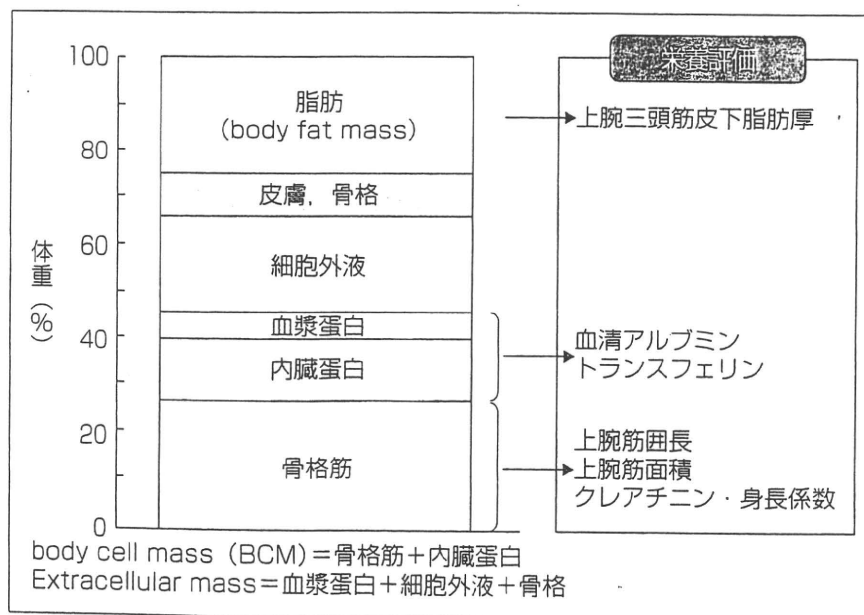 100
80
60
40
20
0
体重(%)
脂肪
(body fat mass)
皮膚，骨格
細胞外液
血漿蛋白
内臓蛋白
骨格筋
栄養評価
上腕三頭筋皮下脂肪厚
血清アルブミン
トランスフェリン
上腕筋囲長
上腕筋面積
クレアチニン・身長係数
body cell mass（BCM）＝骨格筋＋内臓蛋白
Extracellular mass＝血漿蛋白＋細胞外液＋骨格